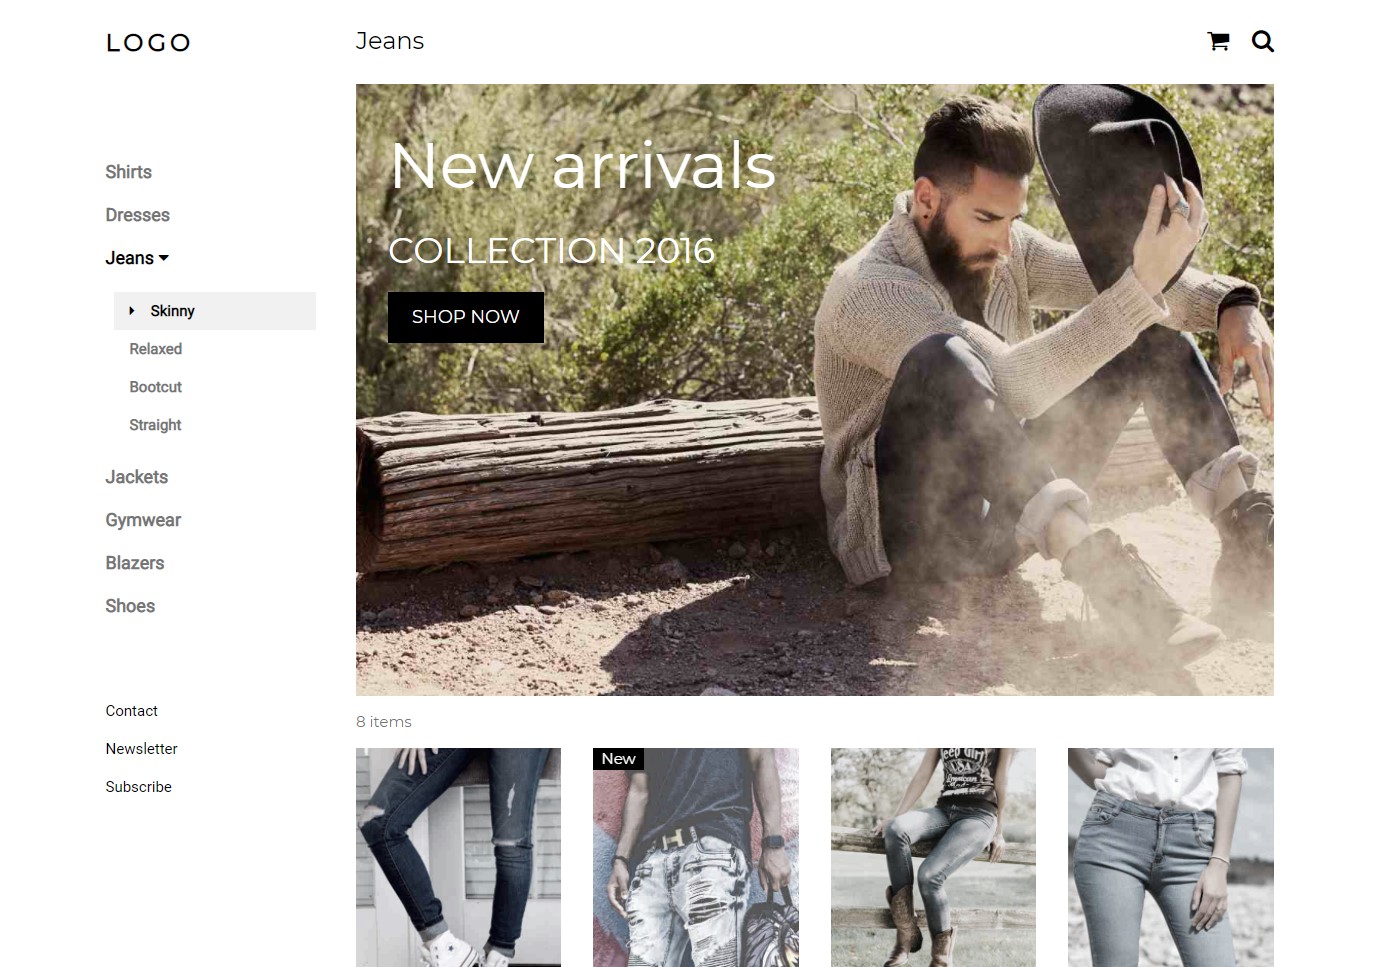 LOGO
Jeans
Shirts
Dresses
Jeans
Skinny
Relaxed
Bootcut
Straight
Jackets
Gymwear
Blazers
Shoes
Contact
Newsletter
Subscribe
New arrivals
COLLECTION 2016
SHOP NOW
8 items
New
USA